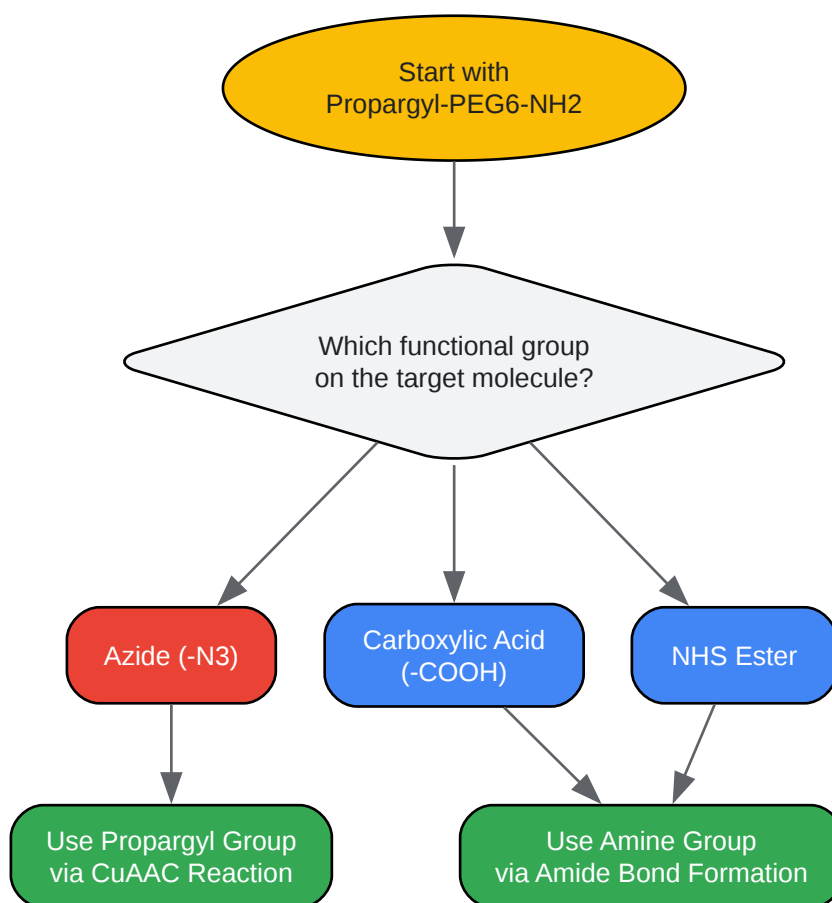 Start with
Propargyl-PEG6-NH2
Which functional group
on the target molecule?
Azide (-N3)
Carboxylic Acid
(-COOH)
NHS Ester
Use Propargyl Group
via CuAAC Reaction
Use Amine Group
via Amide Bond Formation